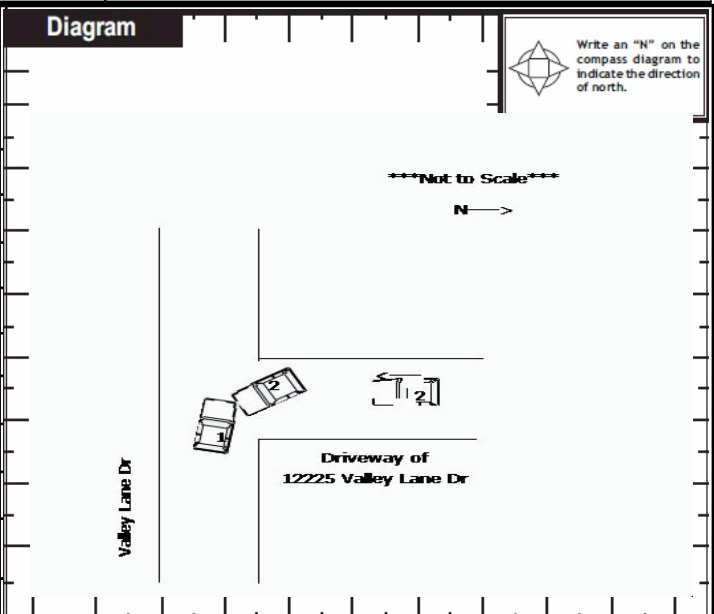 Diagram
Write an “N” on the
compass diagram to
indicate the direction
of north.
***Not to Scale***
N
2
2
1
Driveway of
12225 Valley Lane Dr
Valley Lane Dr